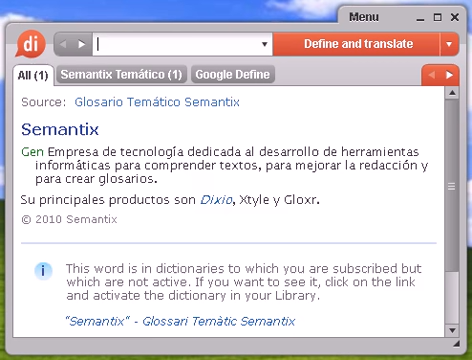 Menu
di
Define and translate
All (1) Semantix Temático (1) Google Define
Source: Glosario Temático Semantix
Semantix
Gen Empresa de tecnología dedicada al desarrollo de herramientas
informáticas para comprender textos, para mejorar la redacción y
para crear glosarios.
Su principales productos son Dixio, Xtyle y Gloxr.
© 2010 Semantix
i
This word is in dictionaries to which you are subscribed but
which are not active. If you want to see it, click on the link
and activate the dictionary in your Library.
"Semantix" - Glossari Temàtic Semantix